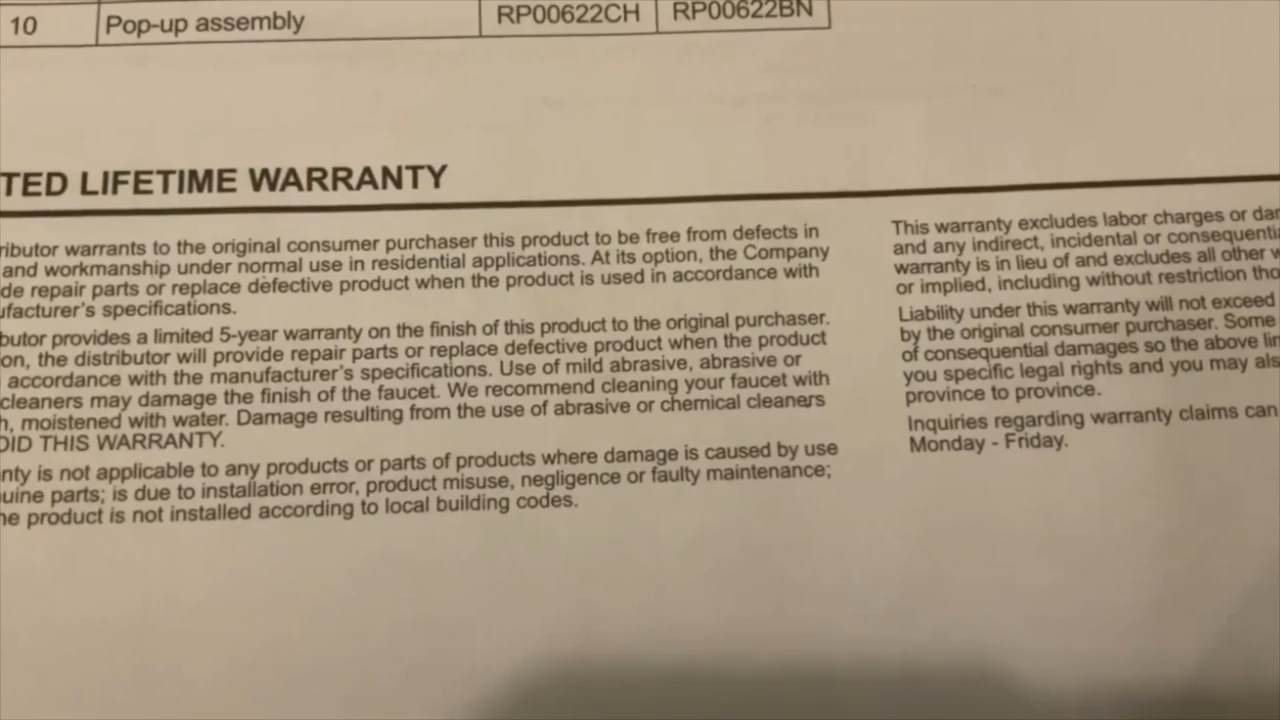 10 Pop-up assembly RP00622CH RP00622BN
TED LIFETIME WARRANTY
ributor warrants to the original consumer purchaser this product to be free from defects in
and workmanship under normal use in residential applications. At its option, the Company
de repair parts or replace defective product when the product is used in accordance with
ufacturer's specifications.
butor provides a limited 5-year warranty on the finish of this product to the original purchaser.
on, the distributor will provide repair parts or replace defective product when the product
accordance with the manufacturer's specifications. Use of mild abrasive, abrasive or
cleaners may damage the finish of the faucet. We recommend cleaning your faucet with
h, moistened with water. Damage resulting from the use of abrasive or chemical cleaners
OID THIS WARRANTY.
nty is not applicable to any products or parts of products where damage is caused by use
uine parts; is due to installation error, product misuse, negligence or faulty maintenance;
he product is not installed according to local building codes.
This warranty excludes labor charges or dar
and any indirect, incidental or consequentia
warranty is in lieu of and excludes all other w
or implied, including without restriction tho
Liability under this warranty will not exceed
by the original consumer purchaser. Some
of consequential damages so the above lim
you specific legal rights and you may als
province to province.
Inquiries regarding warranty claims can
Monday - Friday.